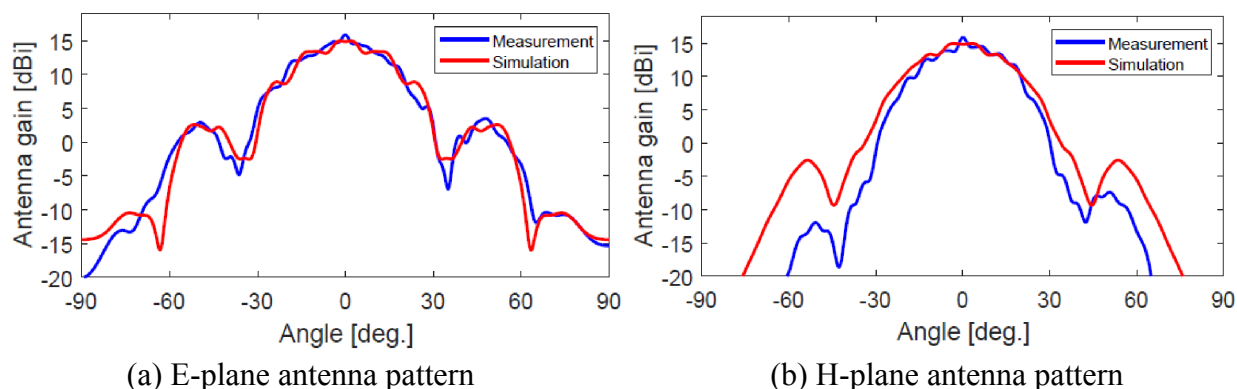 Antenna gain [dBi]
15
10
5
0
-5
-10
-15
-20
-90 -60 -30 0 30 60 90
Angle [deg.]
Measurement
Simulation
(a) E-plane antenna pattern
Antenna gain [dBi]
15
10
5
0
-5
-10
-15
-20
-90 -60 -30 0 30 60 90
Angle [deg.]
Measurement
Simulation
(b) H-plane antenna pattern